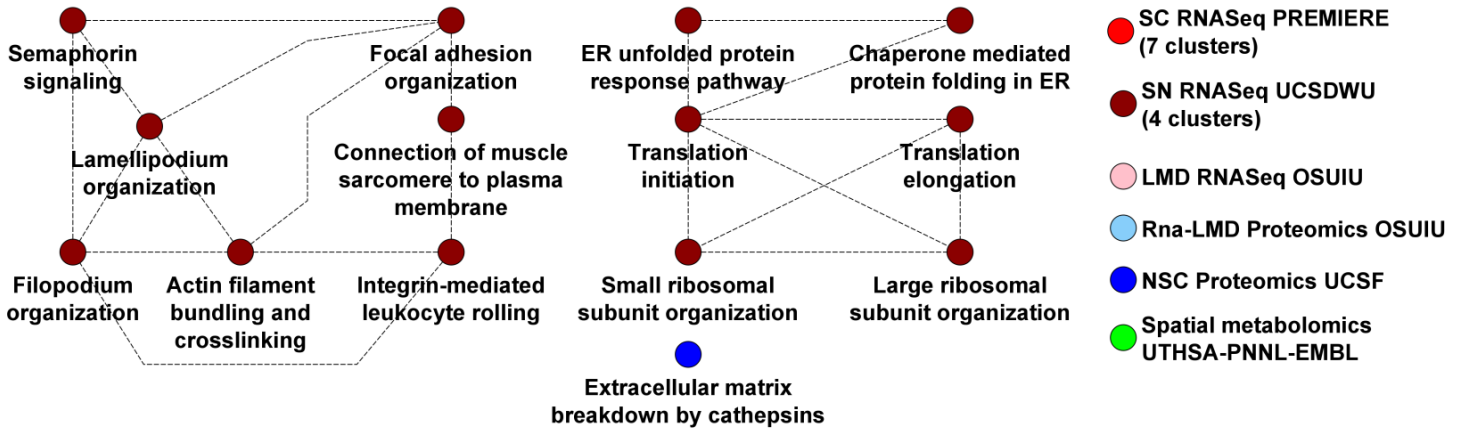 Semaphorin
signaling
Focal adhesion
organization
Lamellipodium
organization
Connection of muscle
sarcomere to plasma
membrane
Filopodium
organization
Actin filament
bundling and
crosslinking
Integrin-mediated
leukocyte rolling
ER unfolded protein
response pathway
Chaperone mediated
protein folding in ER
Translation
initiation
Translation
elongation
Small ribosomal
subunit organization
Large ribosomal
subunit organization
Extracellular matrix
breakdown by cathepsins
SC RNASeq PREMIERE
(7 clusters)
SN RNASeq UCSDWU
(4 clusters)
LMD RNASeq OSUIU
Rna-LMD Proteomics OSUIU
NSC Proteomics UCSF
Spatial metabolomics
UTHSA-PNNL-EMBL